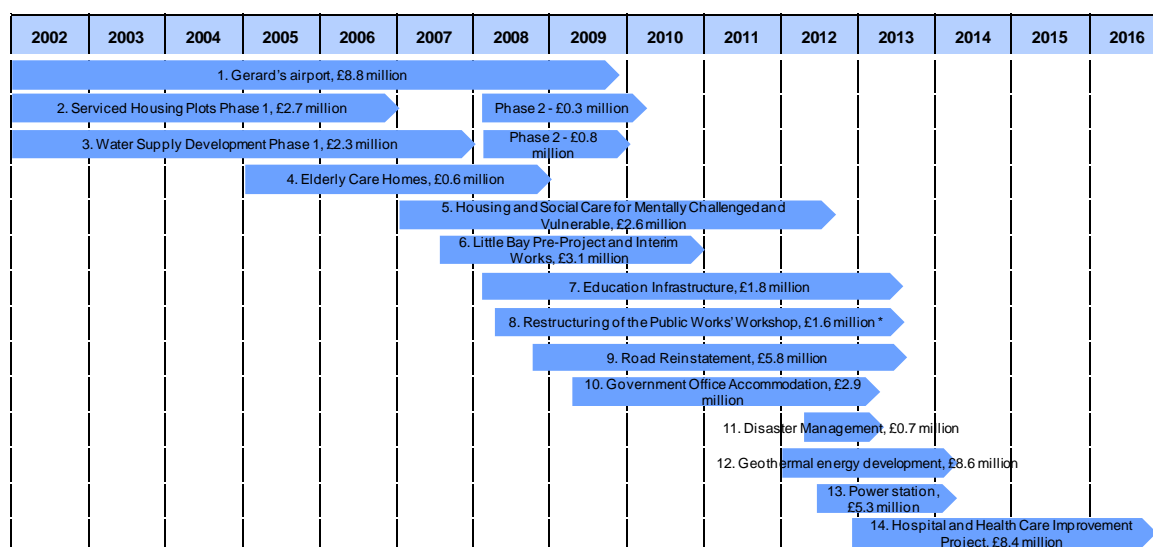 2002 2003 2004 2005 2006 2007 2008 2009 2010 2011 2012 2013 2014 2015 2016
1. Gerard's airport, £8.8 million
2. Serviced Housing Plots Phase 1, £2.7 million
Phase 2 - £0.3 million
3. Water Supply Development Phase 1, £2.3 million
Phase 2 - £0.8
million
4. Elderly Care Homes, £0.6 million
5. Housing and Social Care for Mentally Challenged and
Vulnerable, £2.6 million
6. Little Bay Pre-Project and Interim
Works, £3.1 million
7. Education Infrastructure, £1.8 million
8. Restructuring of the Public Works' Workshop, £1.6 million *
9. Road Reinstatement, £5.8 million
10. Government Office Accommodation, £2.9
million
11. Disaster Management, £0.7 million
12. Geothermal energy development, £8.6 million
13. Power station ,
£5.3 million
14. Hospital and Health Care Improvement
Project, £8.4 million